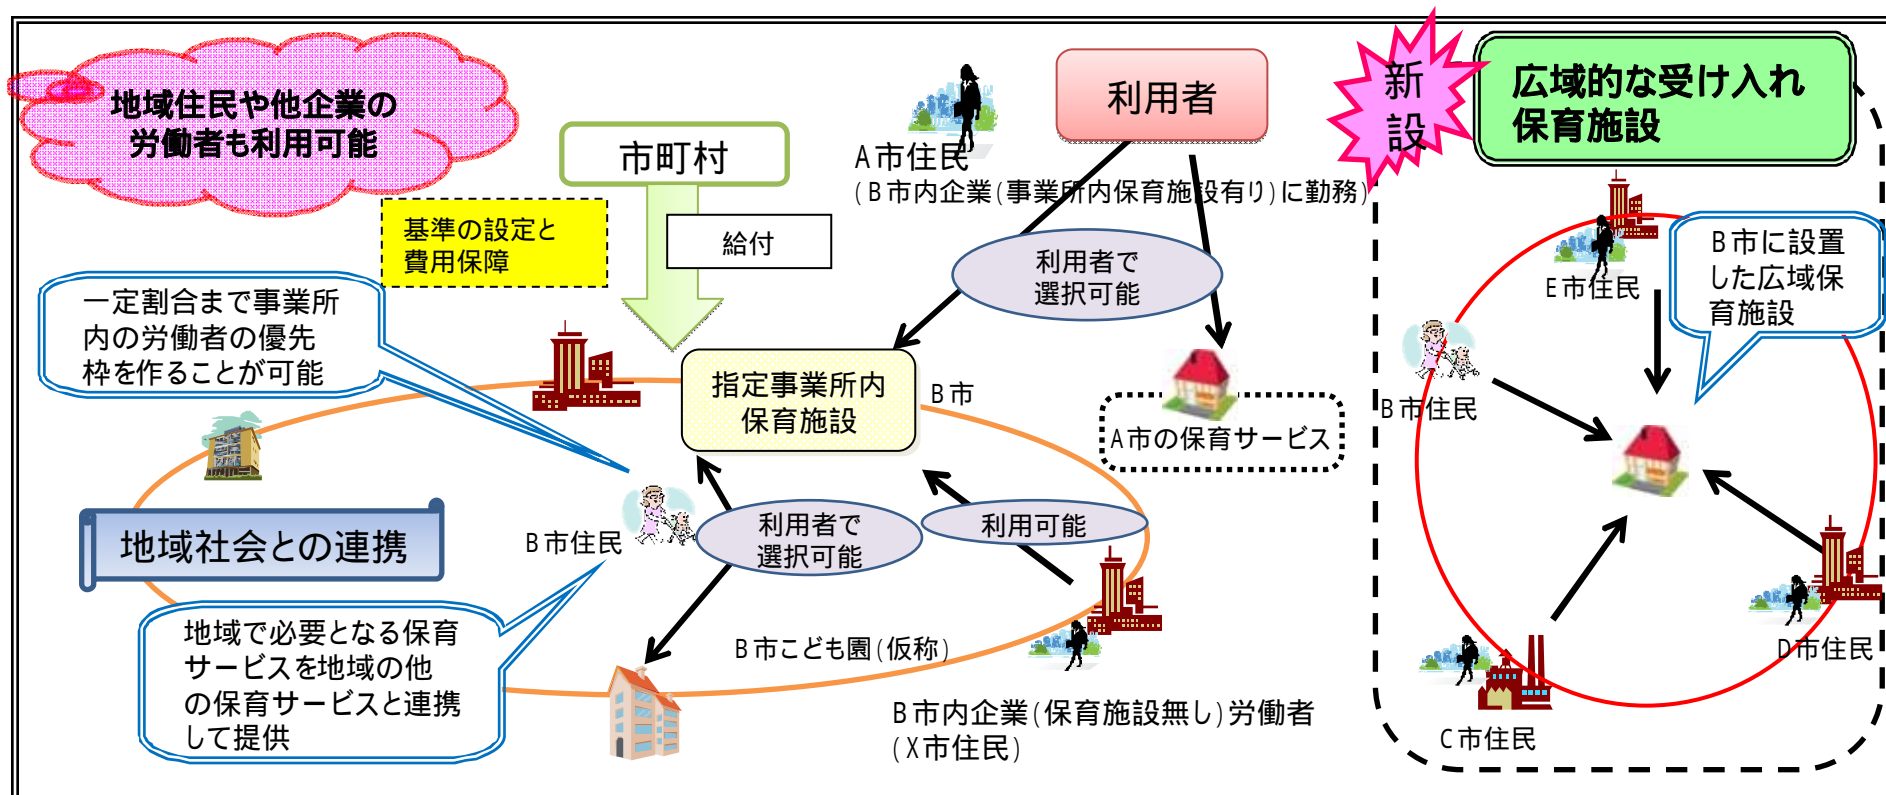 地域住民や他企業の
労働者も利用可能
市町村
基準の設定と
費用保障
給付
A市住民
(B市内企業(事業所内保育施設有り)に勤務)
利用者
利用者で
選択可能
一定割合まで事業所
内の労働者の優先
枠を作ることが可能
指定事業所内
保育施設
B市
A市の保育サービス
地域社会との連携
B市住民
利用者で
選択可能
利用可能
地域で必要となる保育
サービスを地域の他
の保育サービスと連携
して提供
B市こども園(仮称)
B市内企業(保育施設無し)労働者
(X市住民)
新
設
広域的な受け入れ
保育施設
B市に設置
した広域保
育施設
E市住民
B市住民
D市住民
C市住民